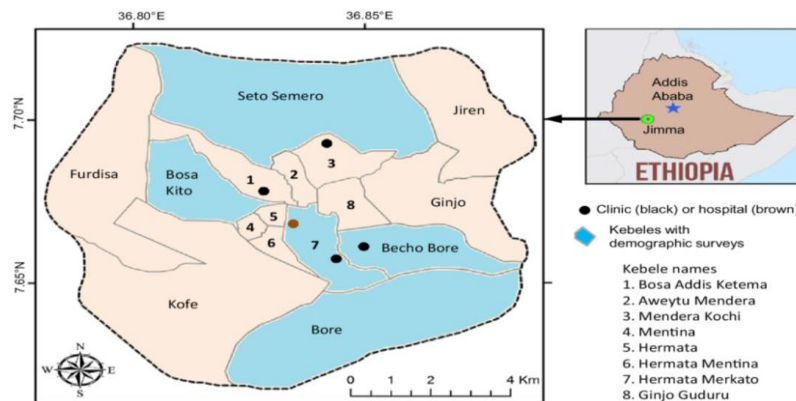 36.80°E
36.85°E
7.70°N
7.65°N
Seto Semero
Jiren
Furdisa
Bosa
Kito
1
2
3
Ginjo
8
5
4
6
7
Becho Bore
Kofe
Bore
N
W
E
S
0 1 2 4 Km
Addis
Ababa
Jimma
ETHIOPIA
Clinic (black) or hospital (brown)
Kebeles with
demographic surveys
Kebele names
1. Bosa Addis Ketema
2. Aweytu Mendera
3. Mendera Kochi
4. Mentina
5. Hermata
6. Hermata Mentina
7. Hermata Merkato
8. Ginjo Guduru